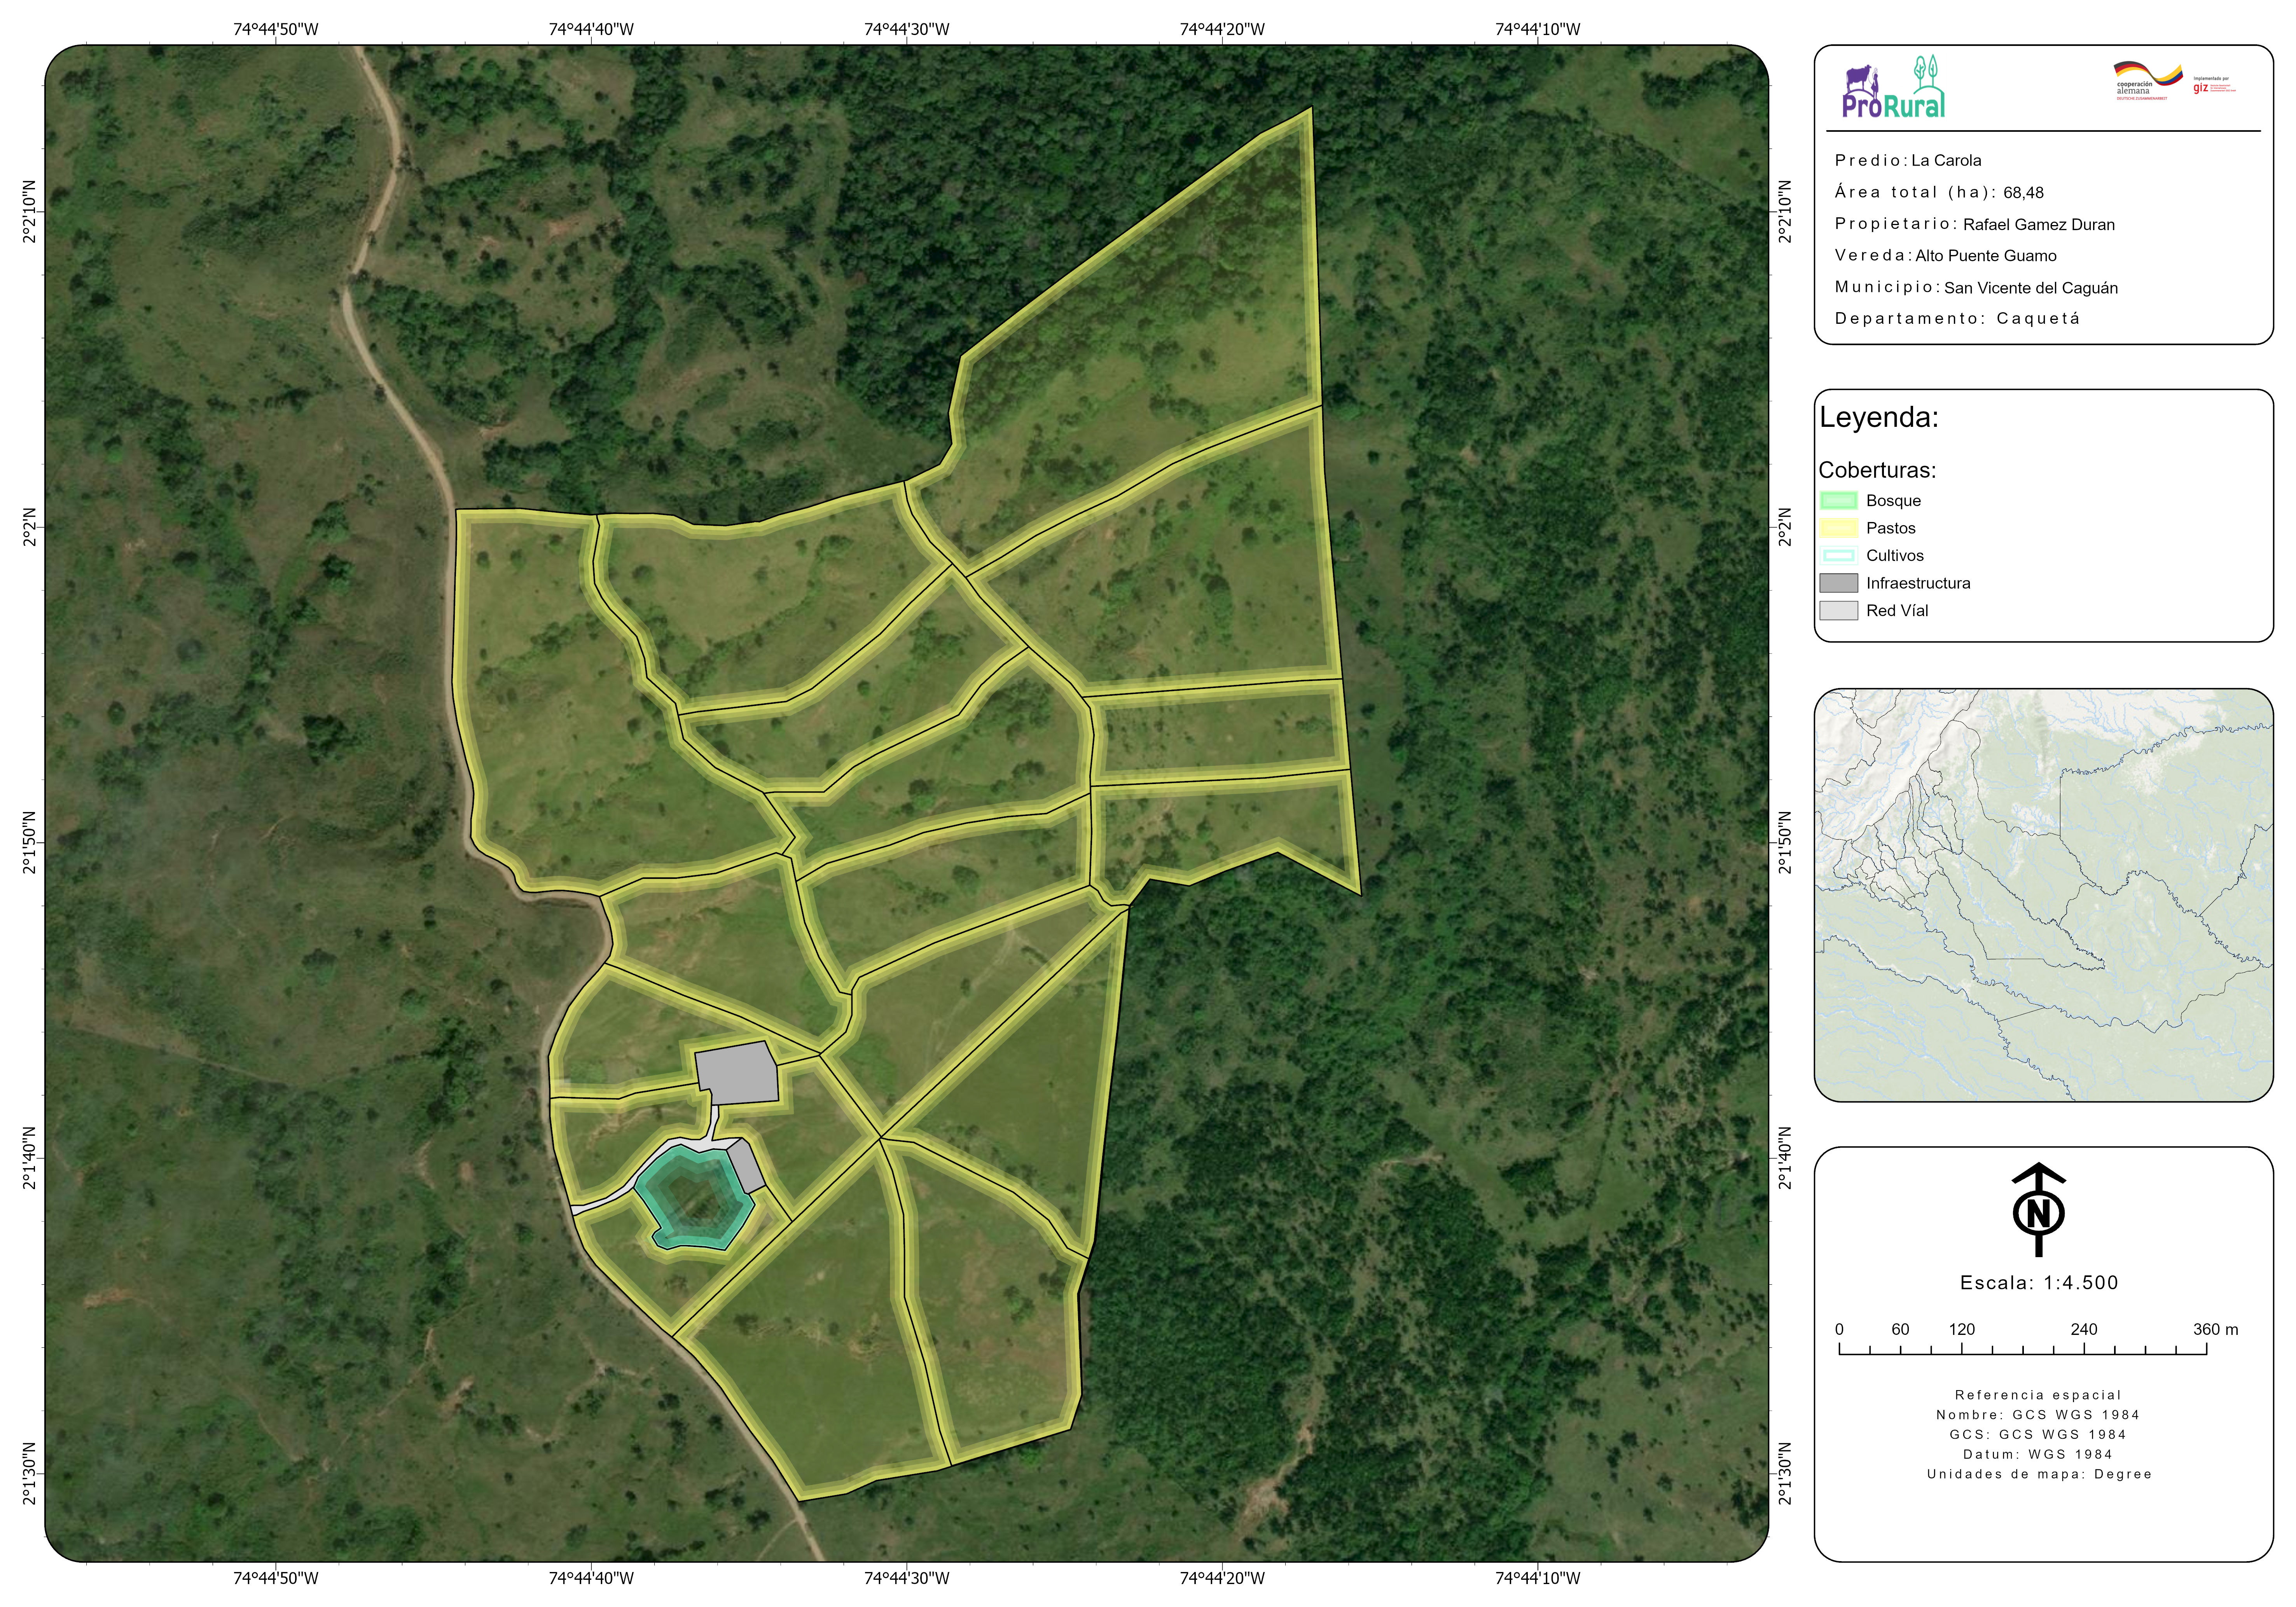 74°44'50"W 74°44'40"W 74°44'30"W 74°44'20"W 74°44'10"W
2°2'10"N
2°2'N
2°1'50"N
2°1'40"N
2°1'30"N
2°2'10"N
2°2'N
2°1'50"N
2°1'40"N
2°1'30"N
74°44'50"W 74°44'40"W 74°44'30"W 74°44'20"W 74°44'10"W
ProRural
cooperación
alemana
DEUTSCHE ZUSAMMENARBEIT
Implementada por
giz
Predio: La Carola
Área total (ha): 68,48
Propietario: Rafael Gamez Duran
Vereda: Alto Puente Guamo
Municipio: San Vicente del Caguán
Departamento: Caquetá
Leyenda:
Coberturas:
Bosque
Pastos
Cultivos
Infraestructura
Red Víal
N
Escala: 1:4.500
0 60 120 240 360 m
Referencia espacial
Nombre: GCS WGS 1984
GCS: GCS WGS 1984
Datum: WGS 1984
Unidades de mapa: Degree